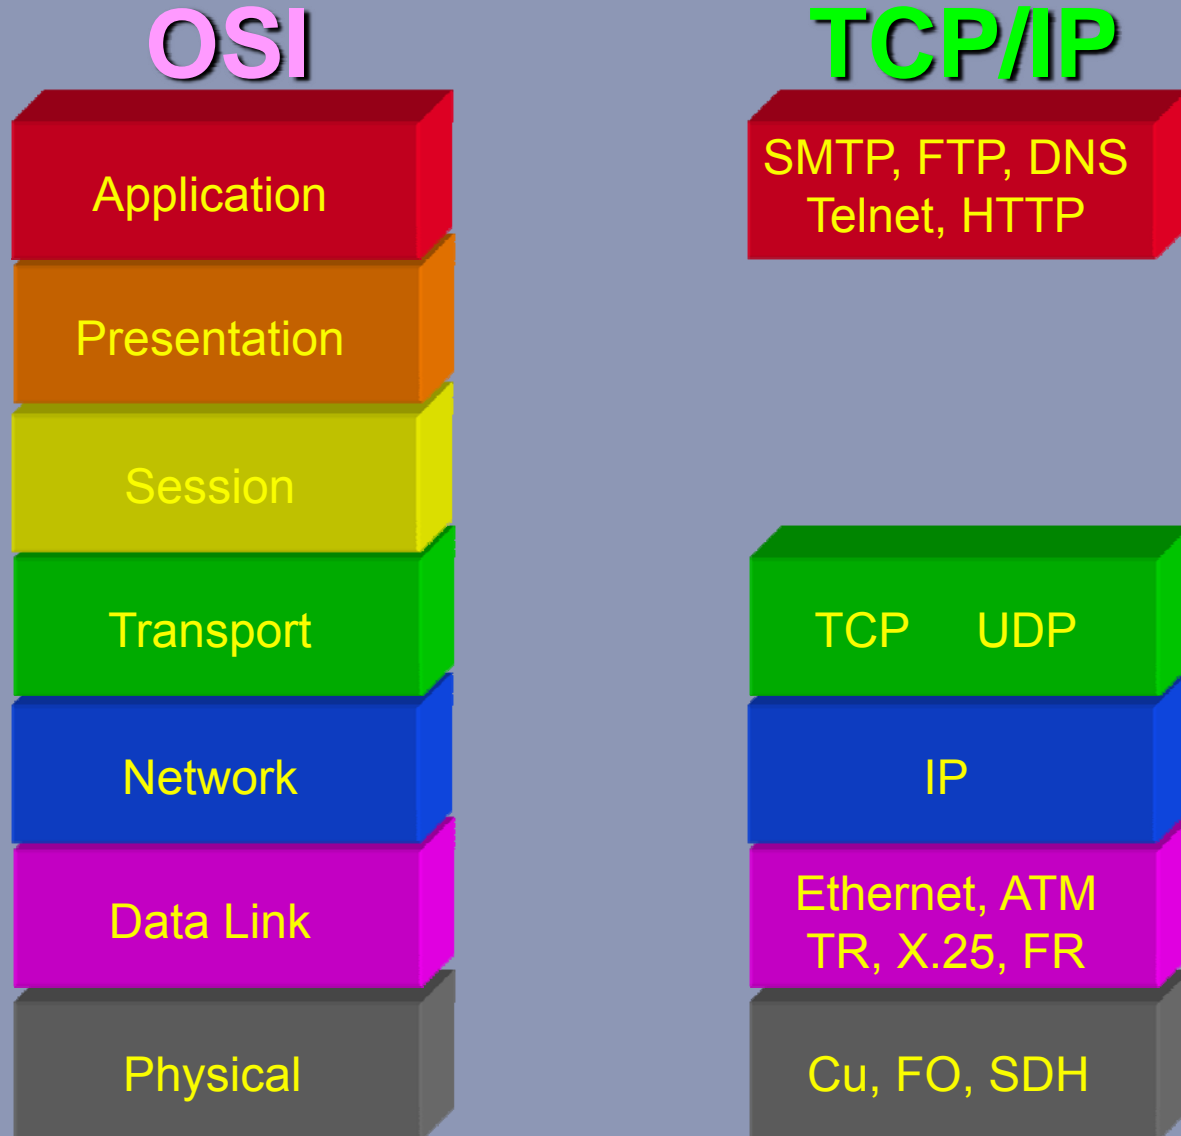 OSI
Application
Presentation
Session
Transport
Network
Data Link
Physical
TCP/IP
SMTP, FTP, DNS
Telnet, HTTP
TCP UDP
IP
Ethernet, ATM
TR, X.25, FR
Cu, FO, SDH